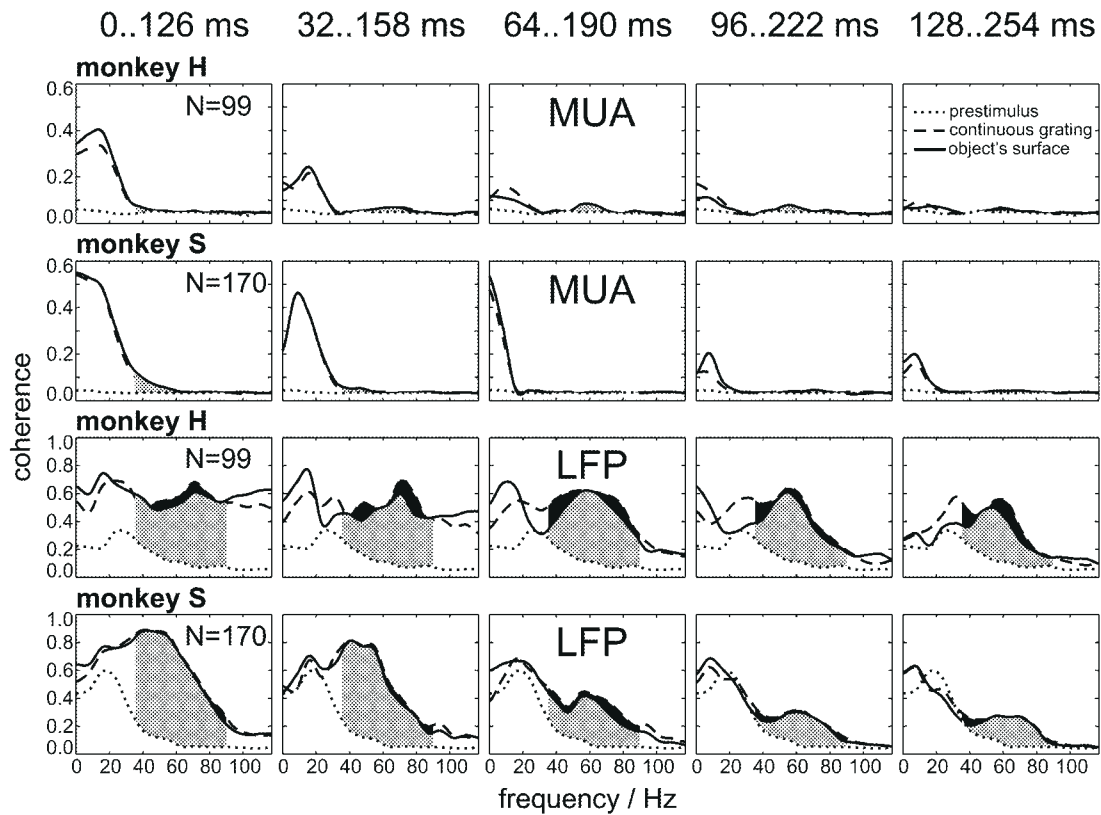 0..126 ms 32..158 ms 64..190 ms 96..222 ms 128..254 ms
monkey H
0.6
0.4
0.2
0.0
N=99
MUA
prestimulus
continuous grating
object's surface
monkey S
0.6
0.4
0.2
0.0
N=170
MUA
monkey H
1.0
0.8
0.6
0.4
0.2
0.0
N=99
LFP
monkey S
1.0
0.8
0.6
0.4
0.2
0.0
N=170
LFP
0 20 40 60 80 100 0 20 40 60 80 100 0 20 40 60 80 100 0 20 40 60 80 100 0 20 40 60 80 100
coherence
frequency / Hz